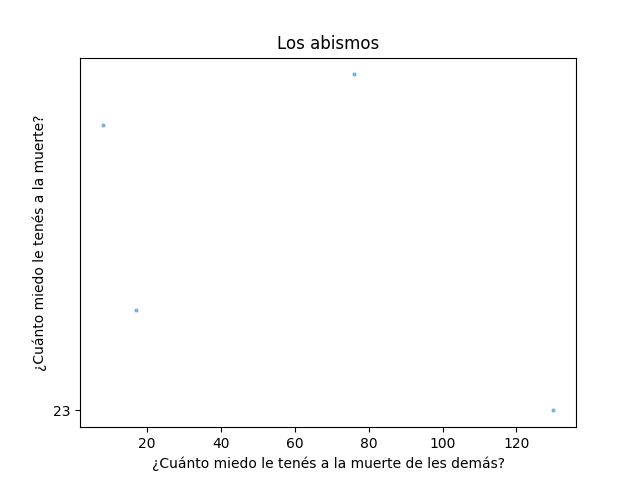 Los abismos
¿Cuánto miedo le tenés a la muerte?
23
20 40 60 80 100 120
¿Cuánto miedo le tenés a la muerte de les demás?